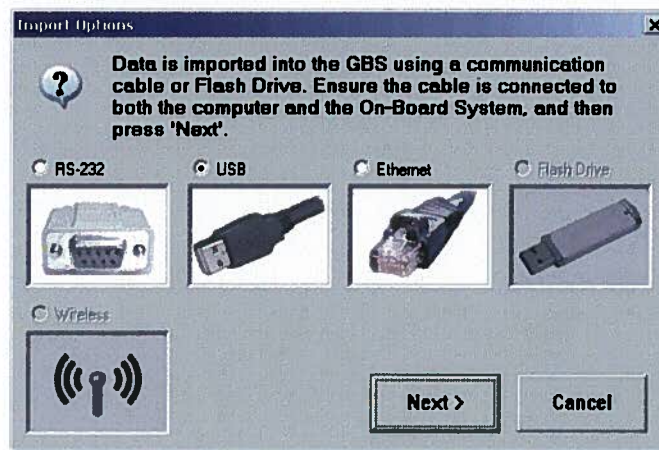 Import Options
Data is imported into the GBS using a communication
cable or Flash Drive. Ensure the cable is connected to
both the computer and the On-Board System, and then
press 'Next'.
RS-232
USB
Ethernet
Flash Drive
Wireless
Next >
Cancel